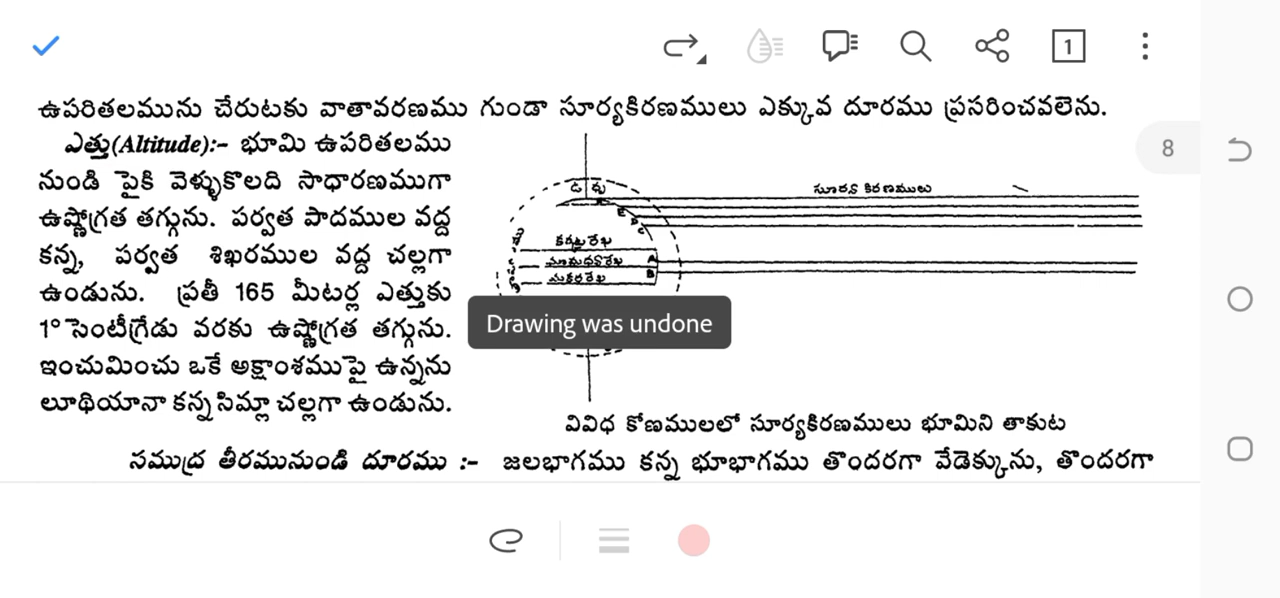 1
ఉపరితలమును చేరుటకు వాతావరణము గుండా సూర్యకిరణములు ఎక్కువ దూరము ప్రసరించవలెను.
8
ఎత్తు(Altitude):- భూమి ఉపరితలము
నుండి పైకి వెళ్ళుకొలది సాధారణముగా
ఉష్ణోగ్రత తగ్గును. పర్వత పాదముల వద్ద
కన్న, పర్వత శిఖరముల వద్ద చల్లగా
ఉండును. ప్రతీ 165 మీటర్ల ఎత్తుకు
1° సెంటీగ్రేడు వరకు ఉష్ణోగ్రత తగ్గును.
ఇంచుమించు ఒకే అక్షాంశముపై ఉన్నను
లూథియానా కన్న సిమ్లా చల్లగా ఉండును.
కిరణములు
A
B
మకరరేఖ
Drawing was undone
వివిధ కోణములలో సూర్యకిరణములు భూమిని తాకుట
సముద్ర తీరమునుండి దూరము :- జలభాగము కన్న భూభాగము తొందరగా వేడెక్కును, తొందరగా